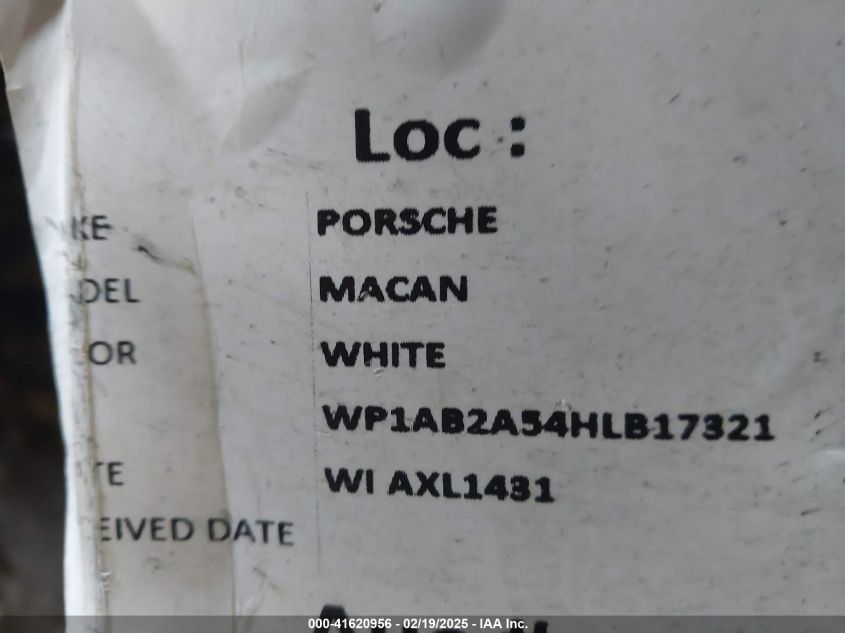 Loc :
KE PORSCHE
DEL MACAN
OR WHITE
WP1AB2A54HLB17321
TE WI AXL1431
EIVED DATE
000-41620956 - 02/19/2025 - IAA Inc.